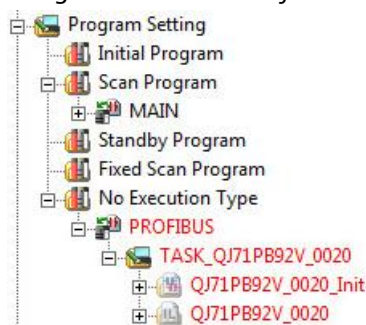 Program Setting
Initial Program
Scan Program
MAIN
Standby Program
Fixed Scan Program
No Execution Type
PROFIBUS
TASK_QJ71PB92V_0020
QJ71PB92V_0020_Init
QJ71PB92V_0020